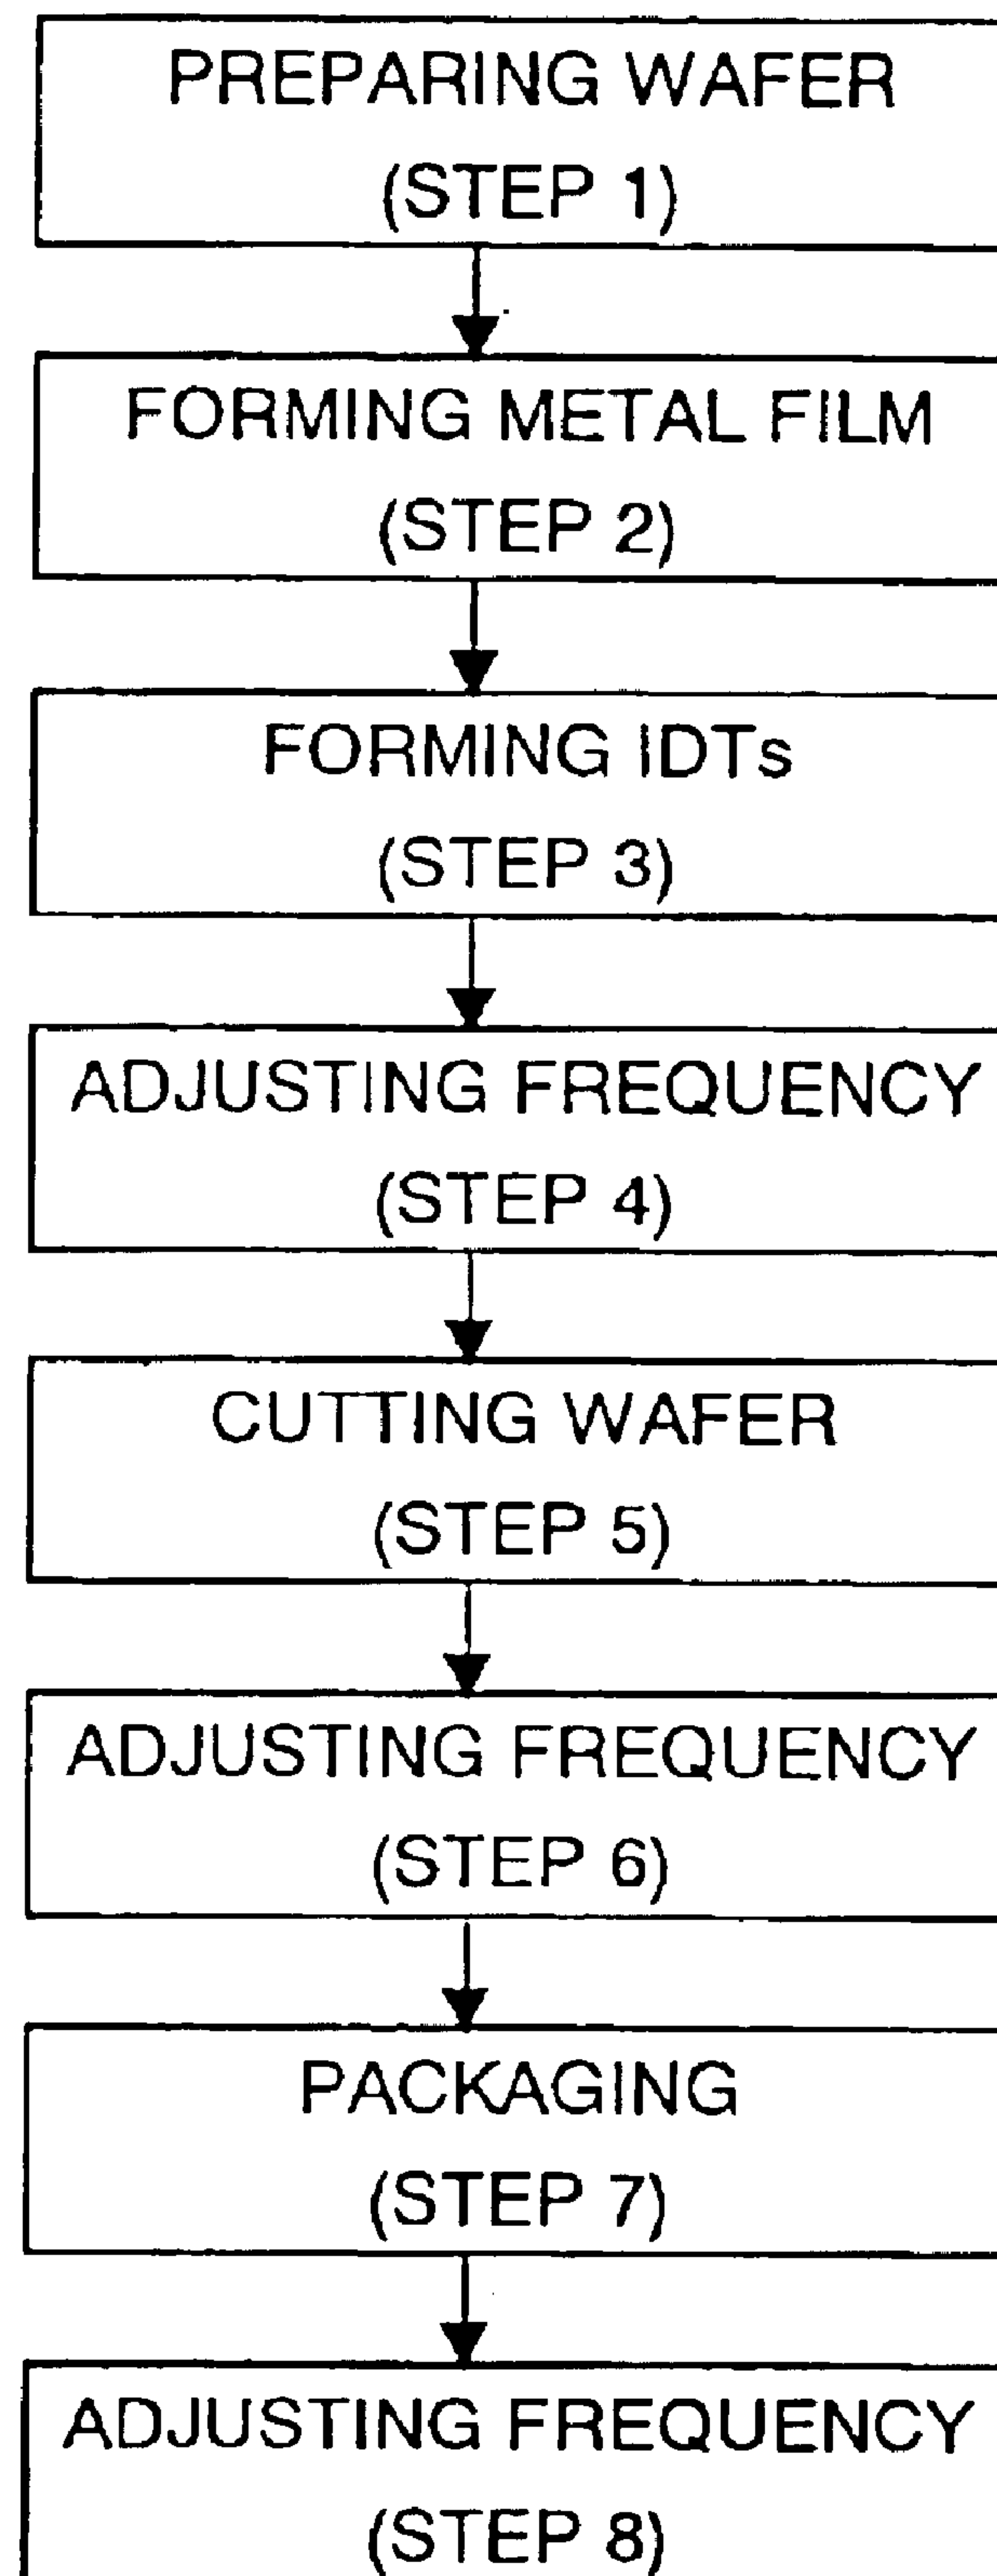 PREPARING WAFER
(STEP 1)
FORMING METAL FILM
(STEP 2)
FORMING IDTs
(STEP 3)
ADJUSTING FREQUENCY
(STEP 4)
CUTTING WAFER
(STEP 5)
ADJUSTING FREQUENCY
(STEP 6)
PACKAGING
(STEP 7)
ADJUSTING FREQUENCY
(STEP 8)